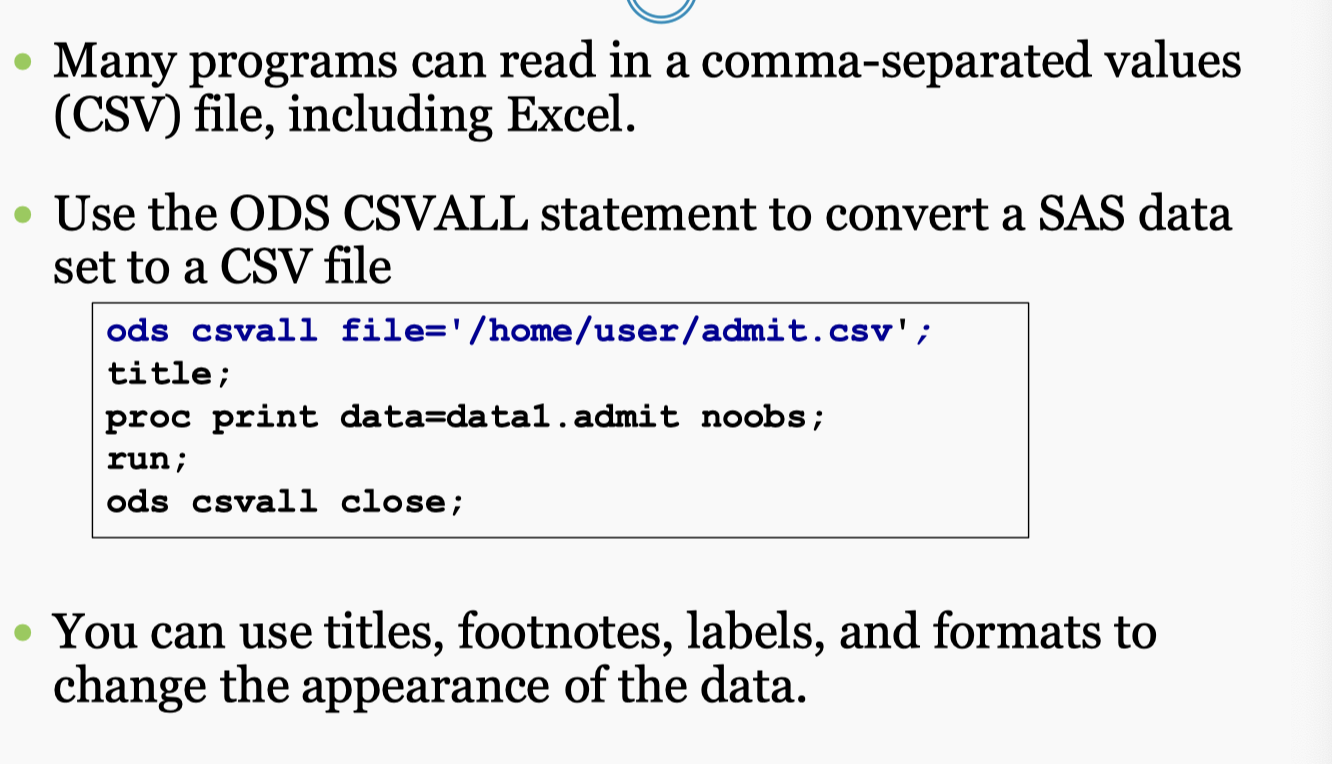 • Many programs can read in a comma-separated values
(CSV) file, including Excel.
• Use the ODS CSVALL statement to convert a SAS data
set to a CSV file
ods csvall file='/home/user/admit.csv';
title;
proc print data=data1.admit noobs;
run;
ods csvall close;
• You can use titles, footnotes, labels, and formats to
change the appearance of the data.